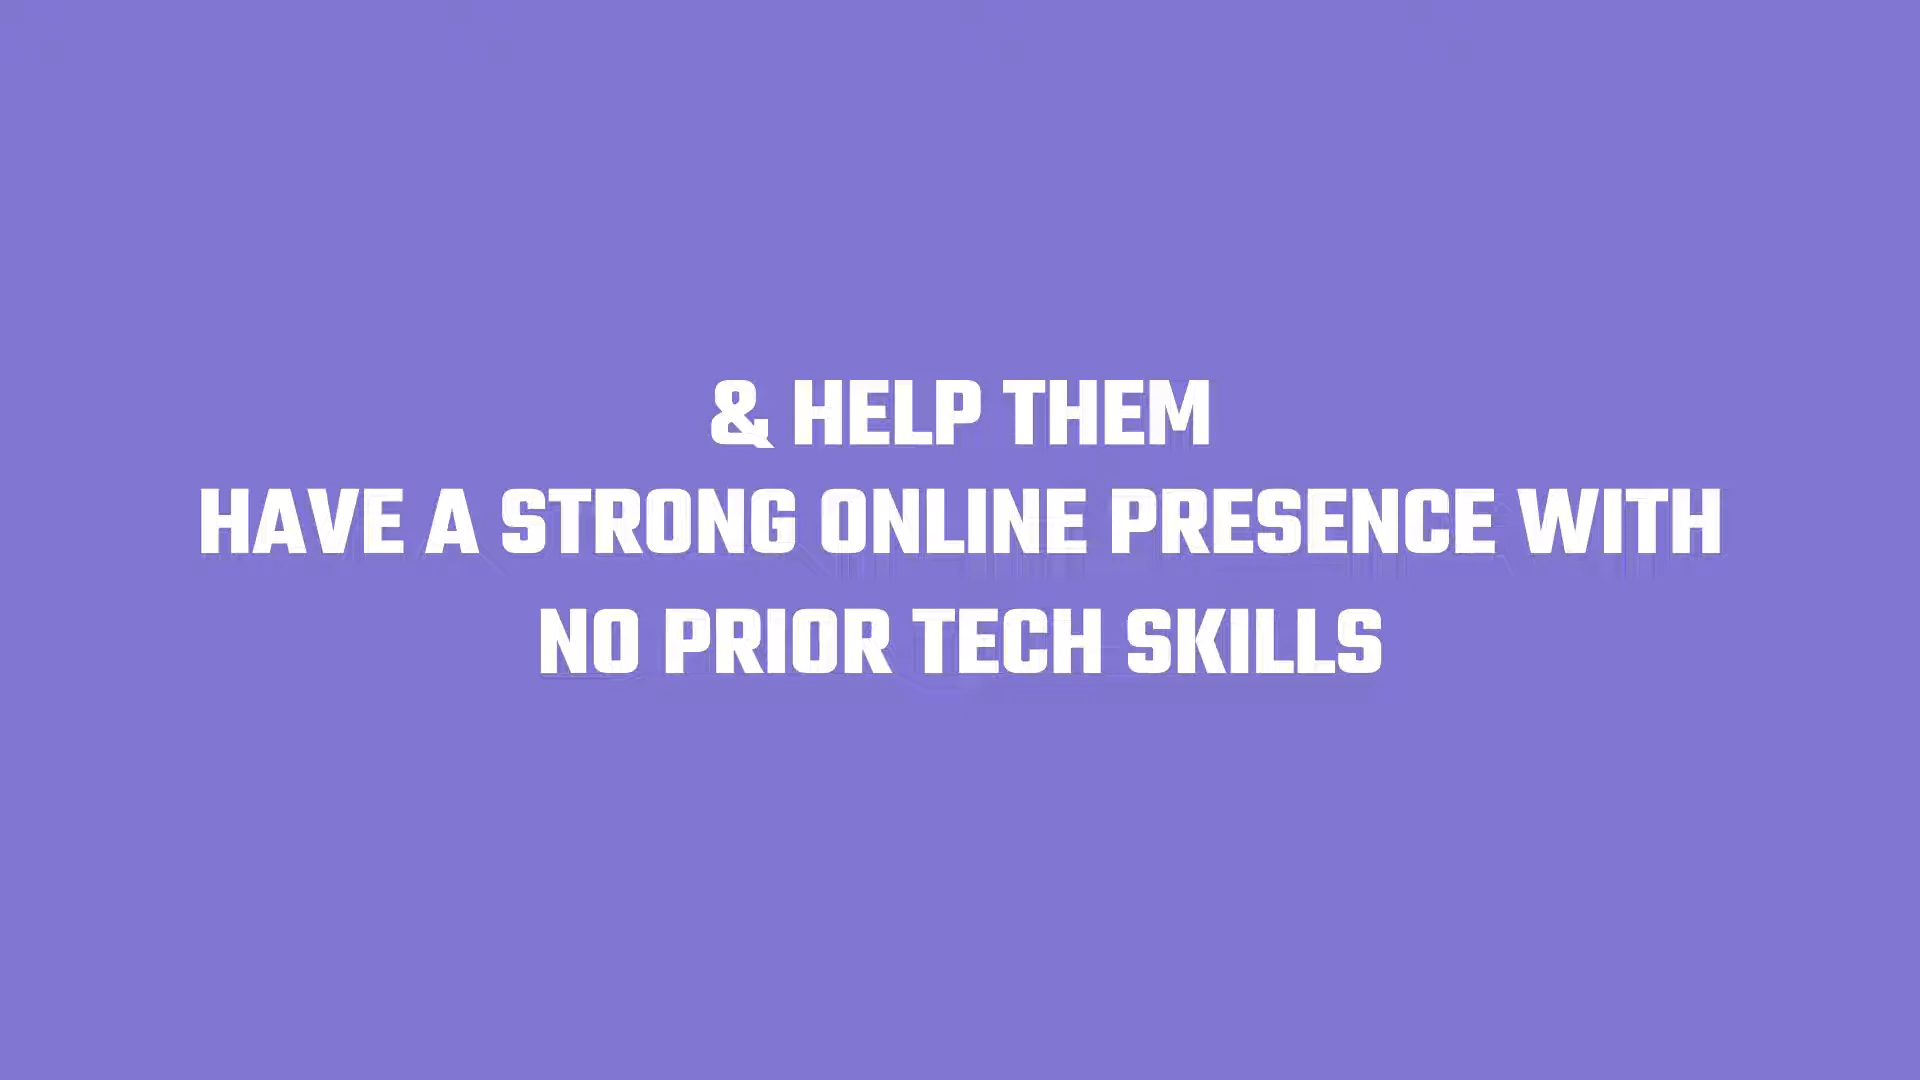 & HELP THEM
HAVE A STRONG ONLINE PRESENCE WITH
NO PRIOR TECH SKILLS